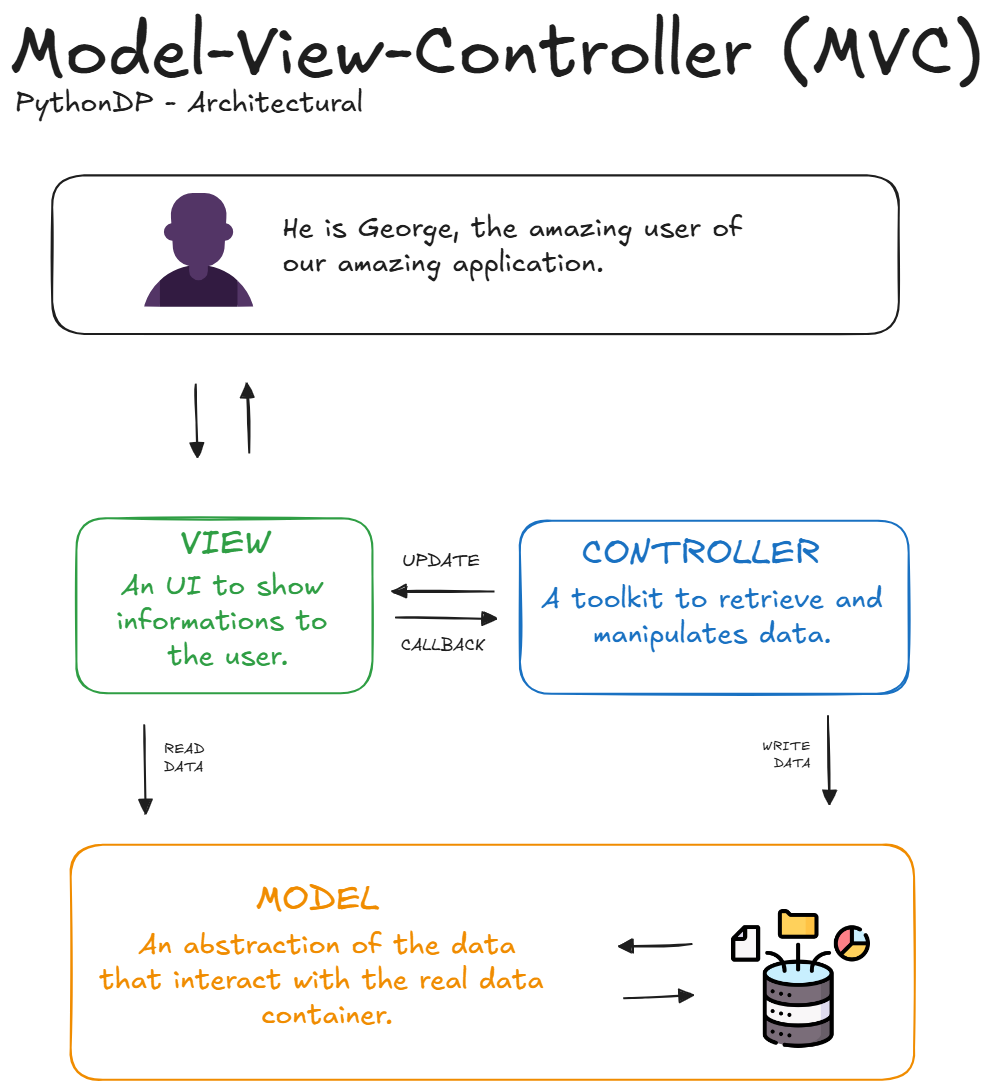 Model-View-Controller (MVC)
PythonDP - Architectural
He is George, the amazing user of
our amazing application.
VIEW
An UI to show
informations to
the user.
UPDATE
CALLBACK
CONTROLLER
A toolkit to retrieve and
manipulates data.
READ
DATA
WRITE
DATA
MODEL
An abstraction of the data
that interact with the real data
container.